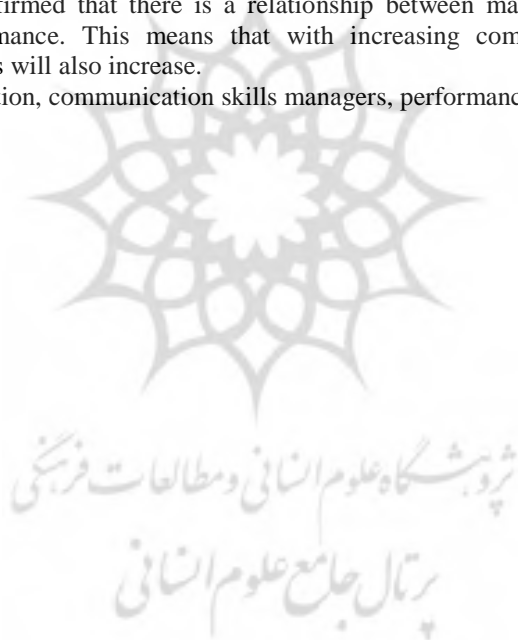 firmed that there is a relationship between ma
mance. This means that with increasing com
s will also increase.
tion, communication skills managers, performanc
پژوهشگاه علوم انسانی و مطالعات فرهنگی
پرتال جامع علوم انسانی